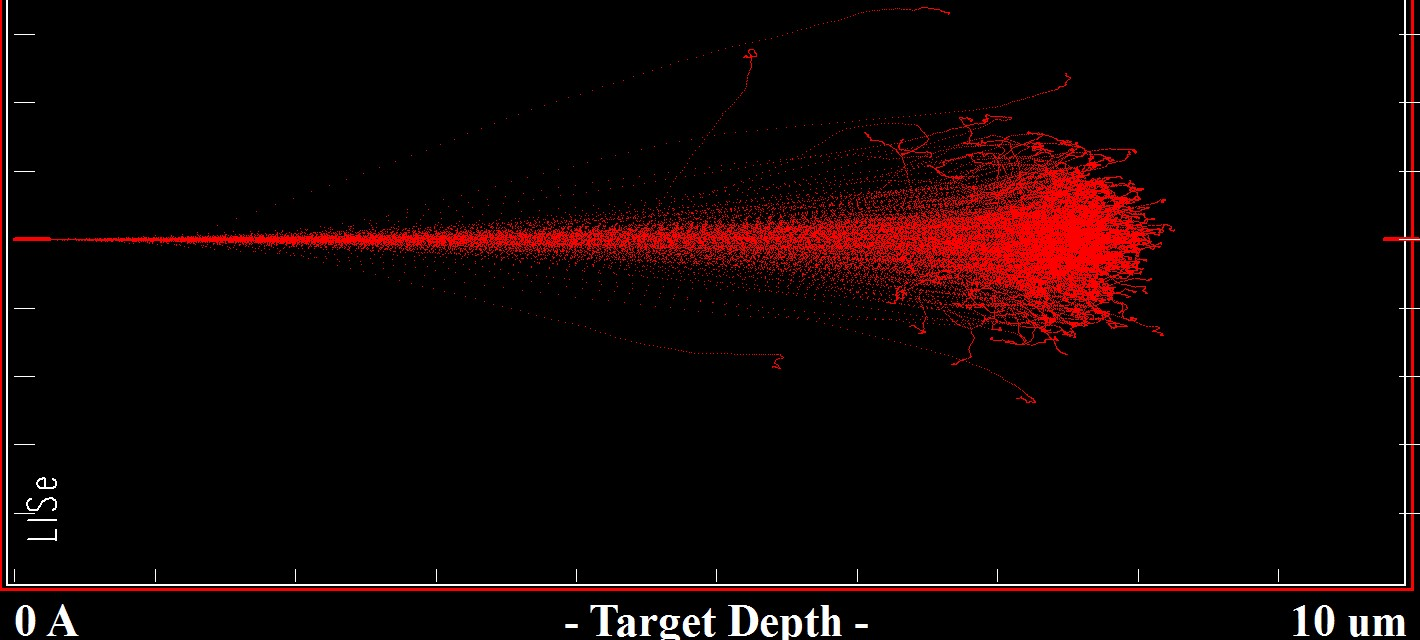 LISe
0 A
- Target Depth -
10 um